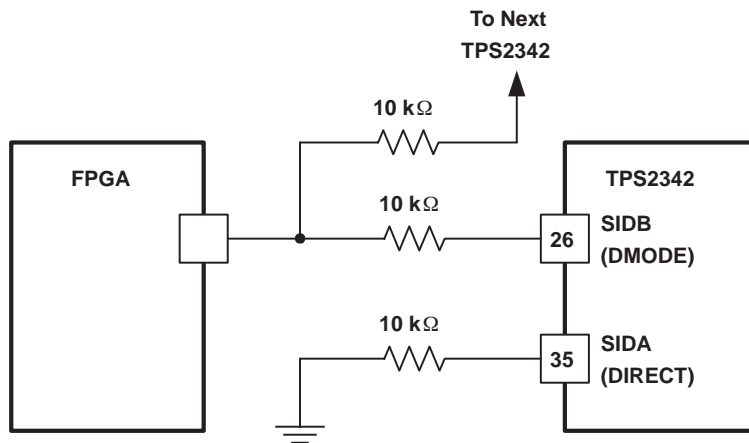 To Next
TPS2342
10 kΩ
FPGA
TPS2342
10 kΩ
26
SIDB
(DMODE)
10 kΩ
35
SIDA
(DIRECT)